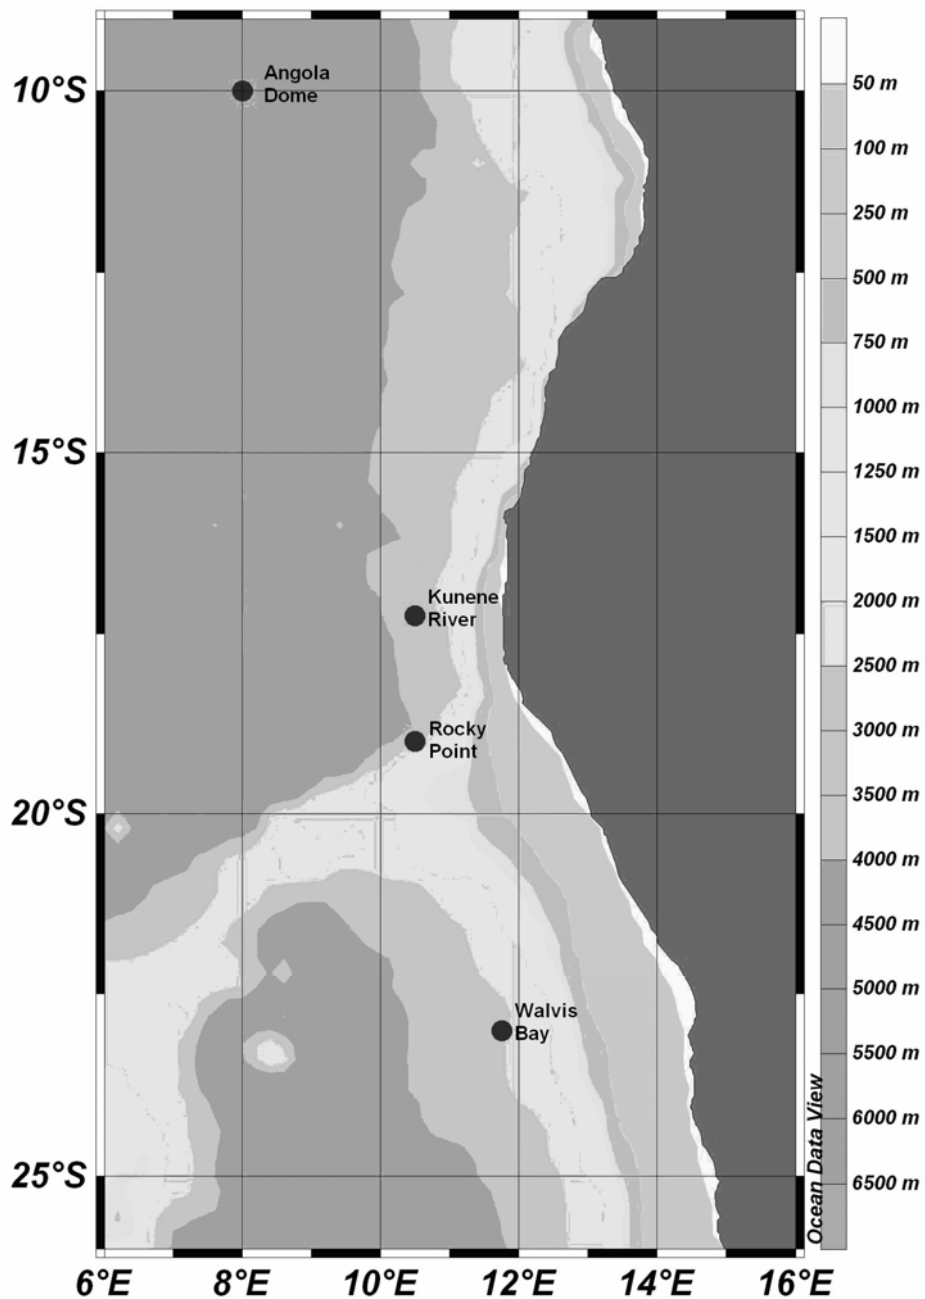 10°S
Angola
Dome
15°S
Kunene
River
Rocky
Point
20°S
Walvis
Bay
25°S
6°E
8°E
10°E
12°E
14°E
16°E
50 m
100 m
250 m
500 m
750 m
1000 m
1250 m
1500 m
2000 m
2500 m
3000 m
3500 m
4000 m
4500 m
5000 m
5500 m
6000 m
6500 m
Ocean Data View